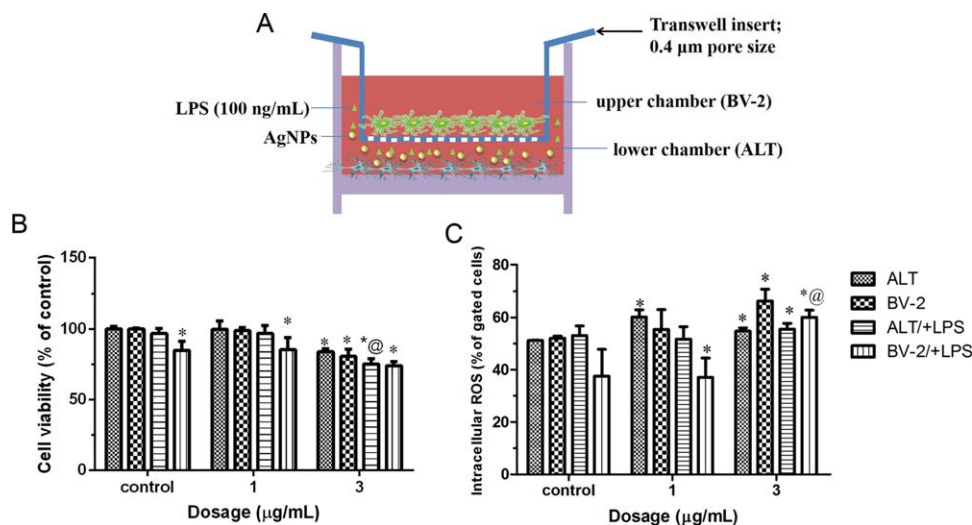 A
Transwell insert;
0.4 μm pore size
LPS (100 ng/mL)
AgNPs
upper chamber (BV-2)
lower chamber (ALT)
B
Cell viability (% of control)
150
100
50
0
* * * * *@ *
control 1 3
Dosage (μg/mL)
C
Intracellular ROS (%of gated cells)
80
60
40
20
0
* * * * * *@
control 1 3
Dosage (μg/mL)
ALT
BV-2
ALT/+LPS
BV-2/+LPS